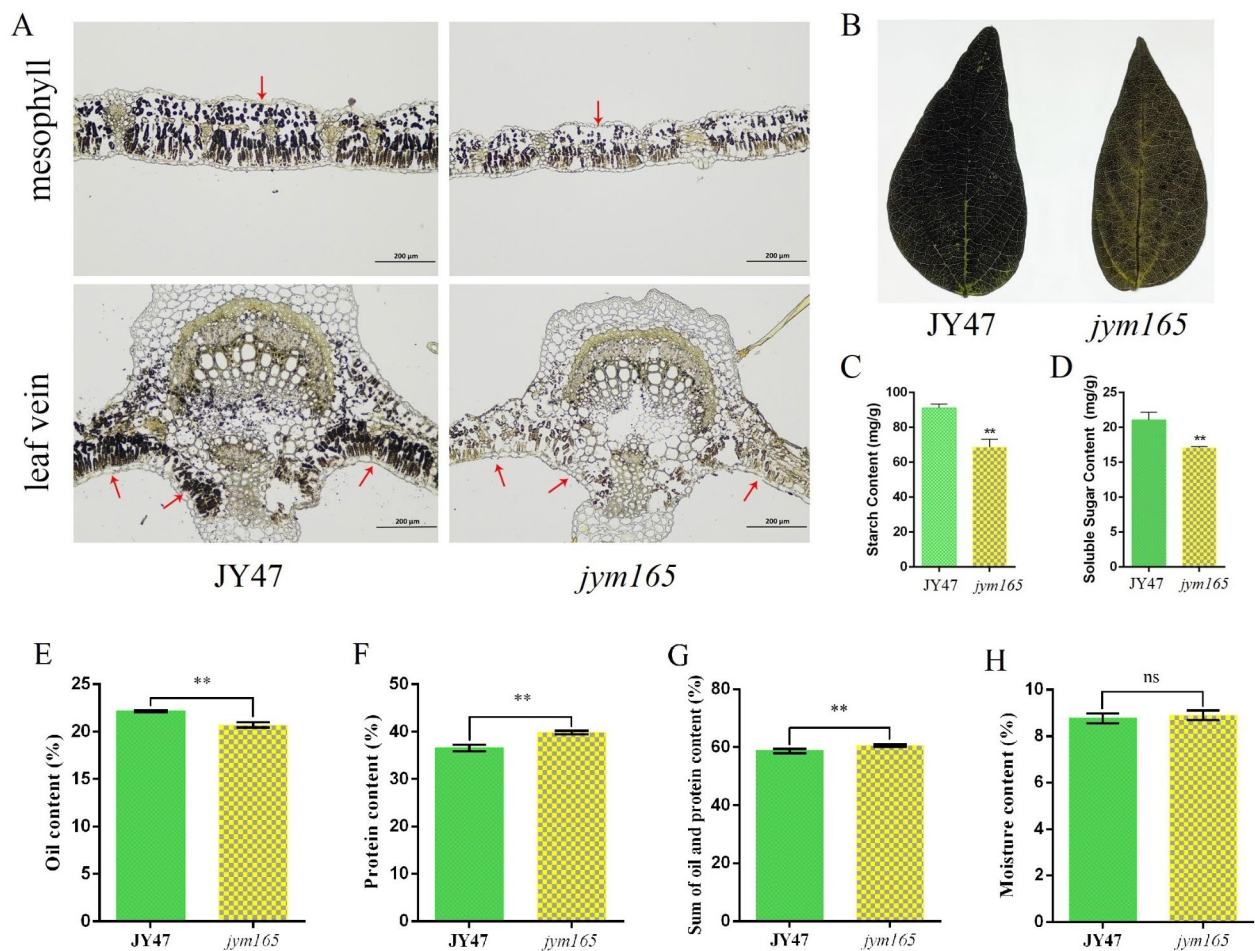 A
mesophyll
200 μm
200 μm
leaf vein
200 μm
200 μm
JY47
jym165
B
JY47
jym165
C
Starch Content (mg/g)
100
80
60
40
20
0
**
JY47
jym165
D
Soluble Sugar Content (mg/g)
25
20
15
10
5
0
**
JY47
jym165
E
Oil content (%)
25
20
15
10
5
0
**
JY47
jym165
F
Protein content (%)
50
40
30
20
10
0
**
JY47
jym165
G
Sum of oil and protein content (%)
80
60
40
20
0
**
JY47
jym165
H
Moisture content (%)
10
8
6
4
2
0
ns
JY47
jym165